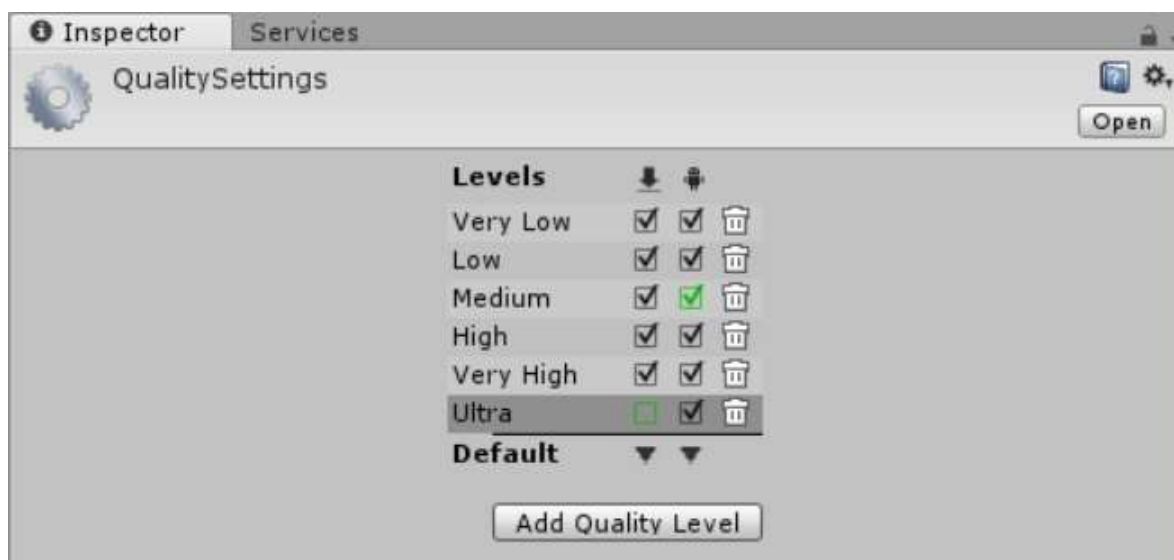 Inspector Services
QualitySettings
Open
Levels
Very Low
Low
Medium
High
Very High
Ultra
Default
Add Quality Level